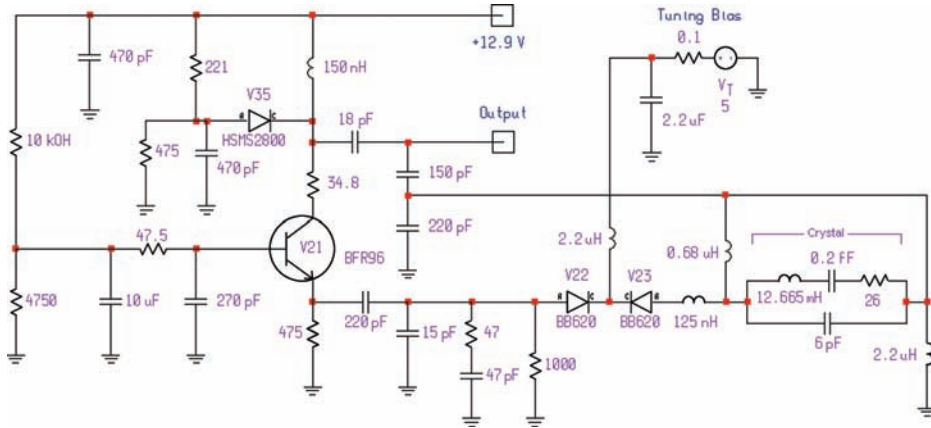 Tuning Bias
+12.9 V
0.1
470 pF
221
150 nH
V_T
5
V35
2.2 uF
18 pF
Output
10 kOH
HSMS2800
475
470 pF
34.8
150 pF
220 pF
47.5
V21
BFR96
2.2 uH
0.68 uH
Crystal
0.2 fF
V22
V23
4750
10 uF
270 pF
12.665 mH
26
475
220 pF
15 pF
47
BB620
BB620
125 nH
6 pF
47 pF
1000
2.2 uH
A
C
A
C
C
A